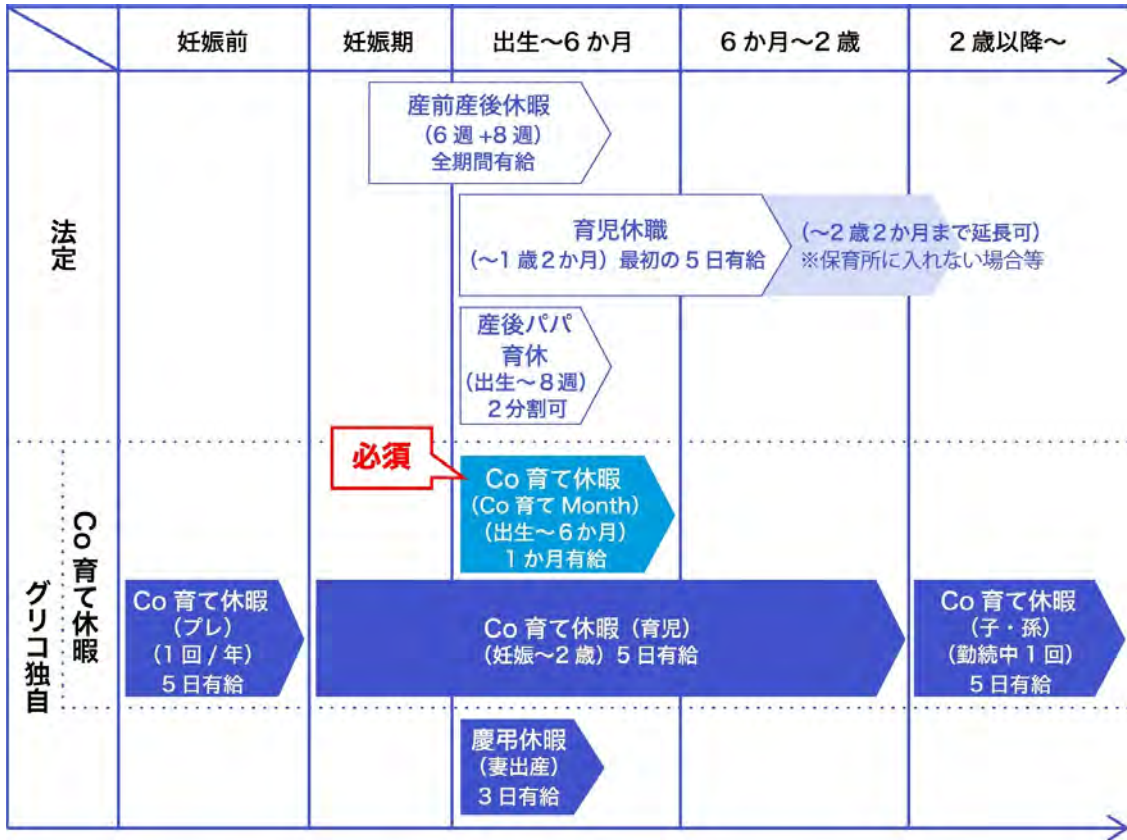 妊娠前
妊娠期
出生～6か月
6か月～2歳
2歳以降～
法定
産前産後休暇
（6週+8週）
全期間有給
育児休職
（～1歳2か月）最初の5日有給
（～2歳2か月まで延長可）
※保育所に入れない場合等
産後パパ
育休
（出生～8週）
2分割可
グリコ独自
Co育て休暇
必須
Co育て休暇
（Co育てMonth）
（出生～6か月）
1か月有給
Co育て休暇
（プレ）
（1回/年）
5日有給
Co育て休暇（育児）
（妊娠～2歳）5日有給
Co育て休暇
（子・孫）
（勤続中1回）
5日有給
慶弔休暇
（妻出産）
3日有給